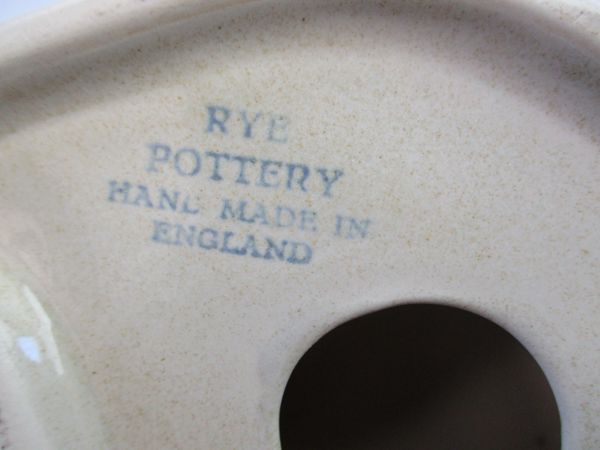 RYE
POTTERY
HAND MADE IN
ENGLAND